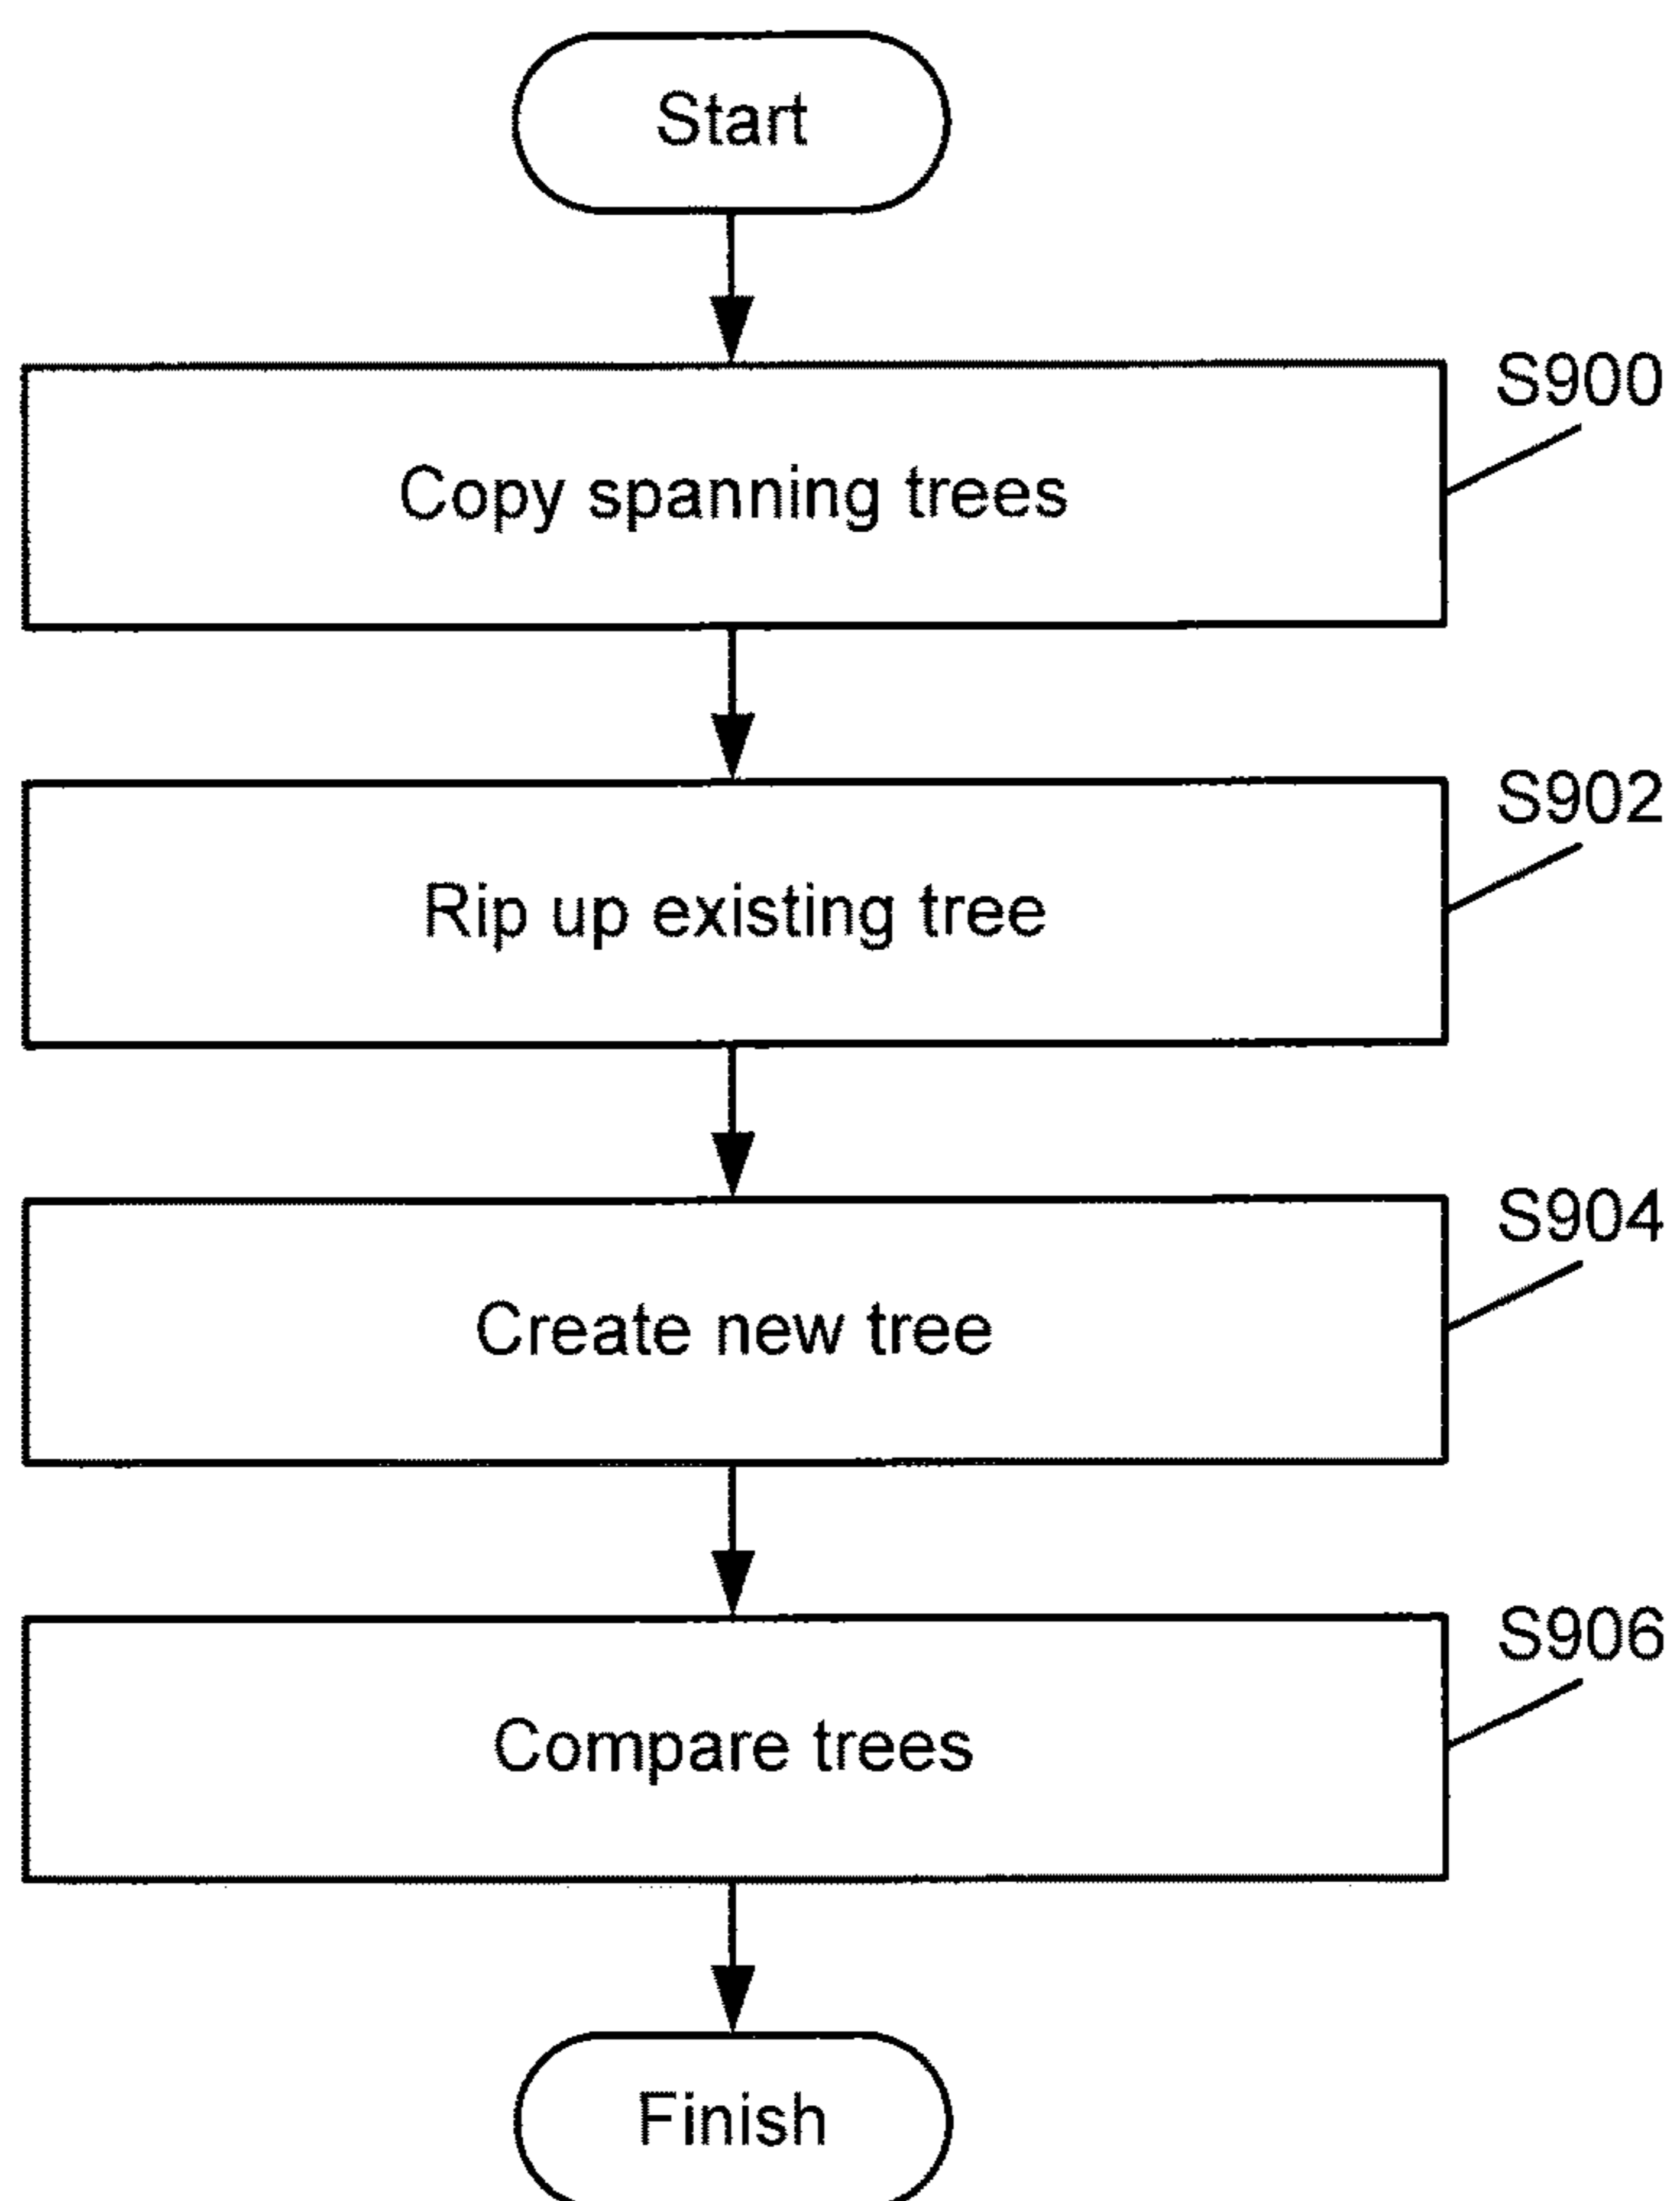 Start
S900
Copy spanning trees
S902
Rip up existing tree
S904
Create new tree
S906
Compare trees
Finish